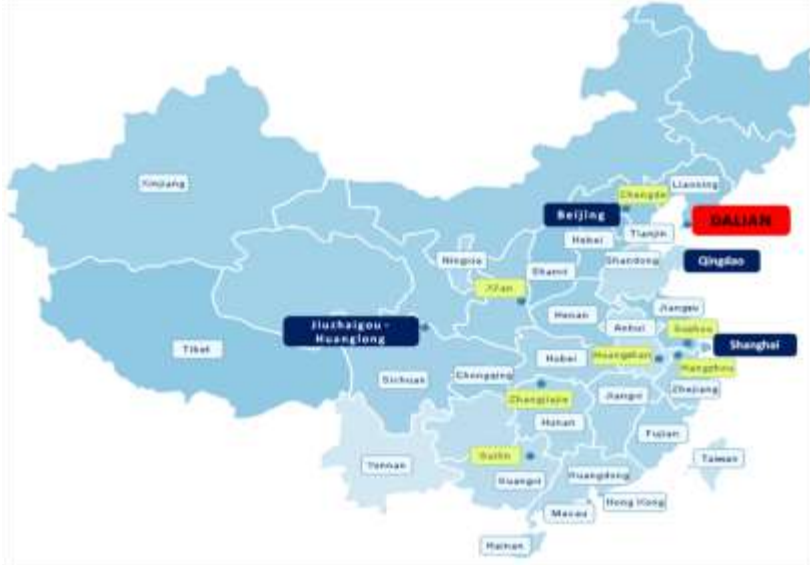 Xinjiang
Tibet
Ningxia
Liaoning
Chengde
Beijing
DALIAN
Hebei
Tianjin
Shandong
Qingdao
Shanxi
Xi'an
Henan
Jiangsu
Anhui
Suzhou
Shanghai
Jiuzhaigou -
Huanglong
Hubei
Huangshan
Hangzhou
Sichuan
Chongqing
Zhejiang
Zhangjiajie
Jiangxi
Hunan
Fujian
Guilin
Taiwan
Yunnan
Guangxi
Guangdong
Hong Kong
Macau
Hainan